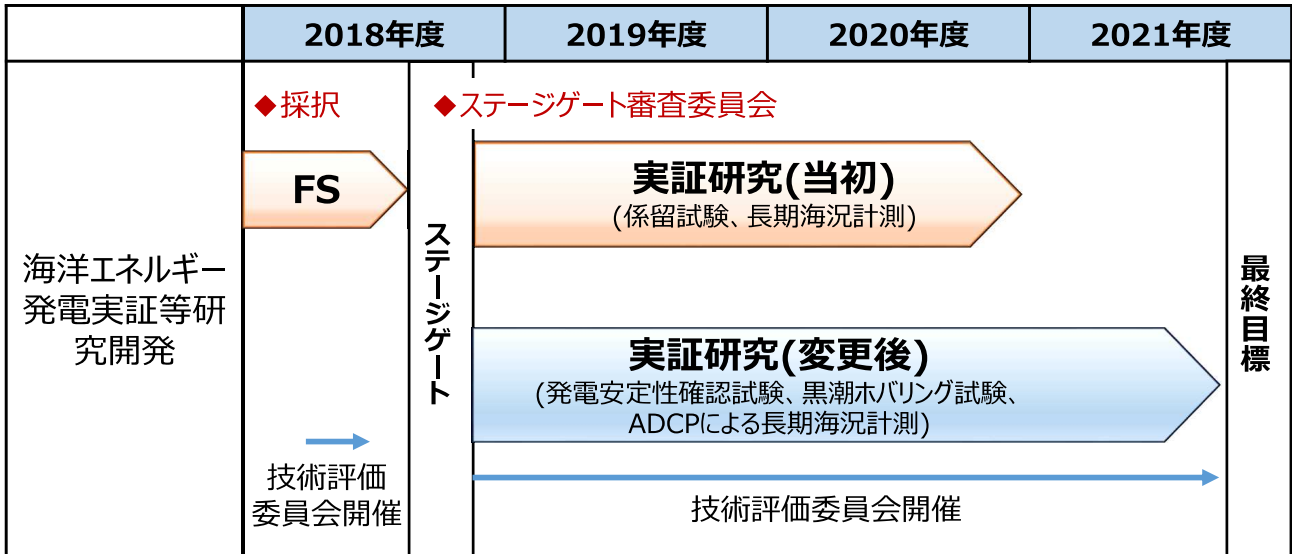 2018年度
2019年度
2020年度
2021年度
海洋エネルギー
発電実証等研
究開発
◆採択
◆ステージゲート審査委員会
FS
ステージゲート
実証研究(当初)
(係留試験、長期海況計測)
実証研究(変更後)
(発電安定性確認試験、黒潮ホバリング試験、
ADCPによる長期海況計測)
技術評価
委員会開催
技術評価委員会開催
最終目標